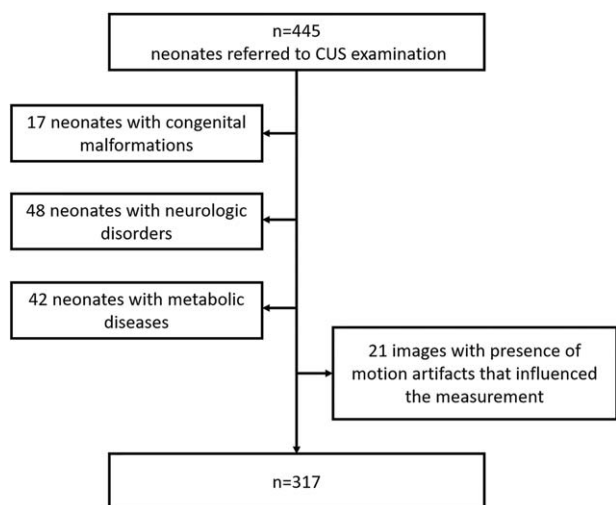 n=445
neonates referred to CUS examination
17 neonates with congenital
malformations
48 neonates with neurologic
disorders
42 neonates with metabolic
diseases
21 images with presence of
motion artifacts that influenced
the measurement
n=317